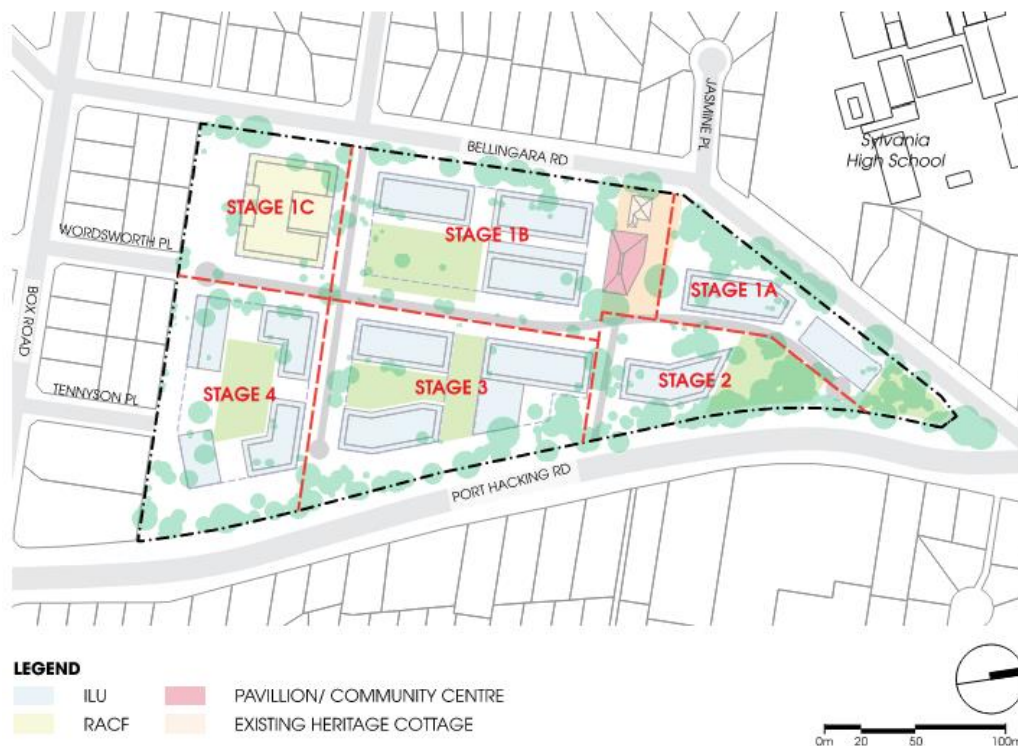 JASMINE PL
Sylvania
High School
BELLINGARA RD
STAGE 1C
STAGE 1B
WORDSWORTH PL
STAGE 1A
BOX ROAD
STAGE 2
STAGE 3
STAGE 4
TENNYSON PL
PORT HACKING RD
LEGEND
ILU
PAVILLION/ COMMUNITY CENTRE
RACF
EXISTING HERITAGE COTTAGE
0m 20 50 100m